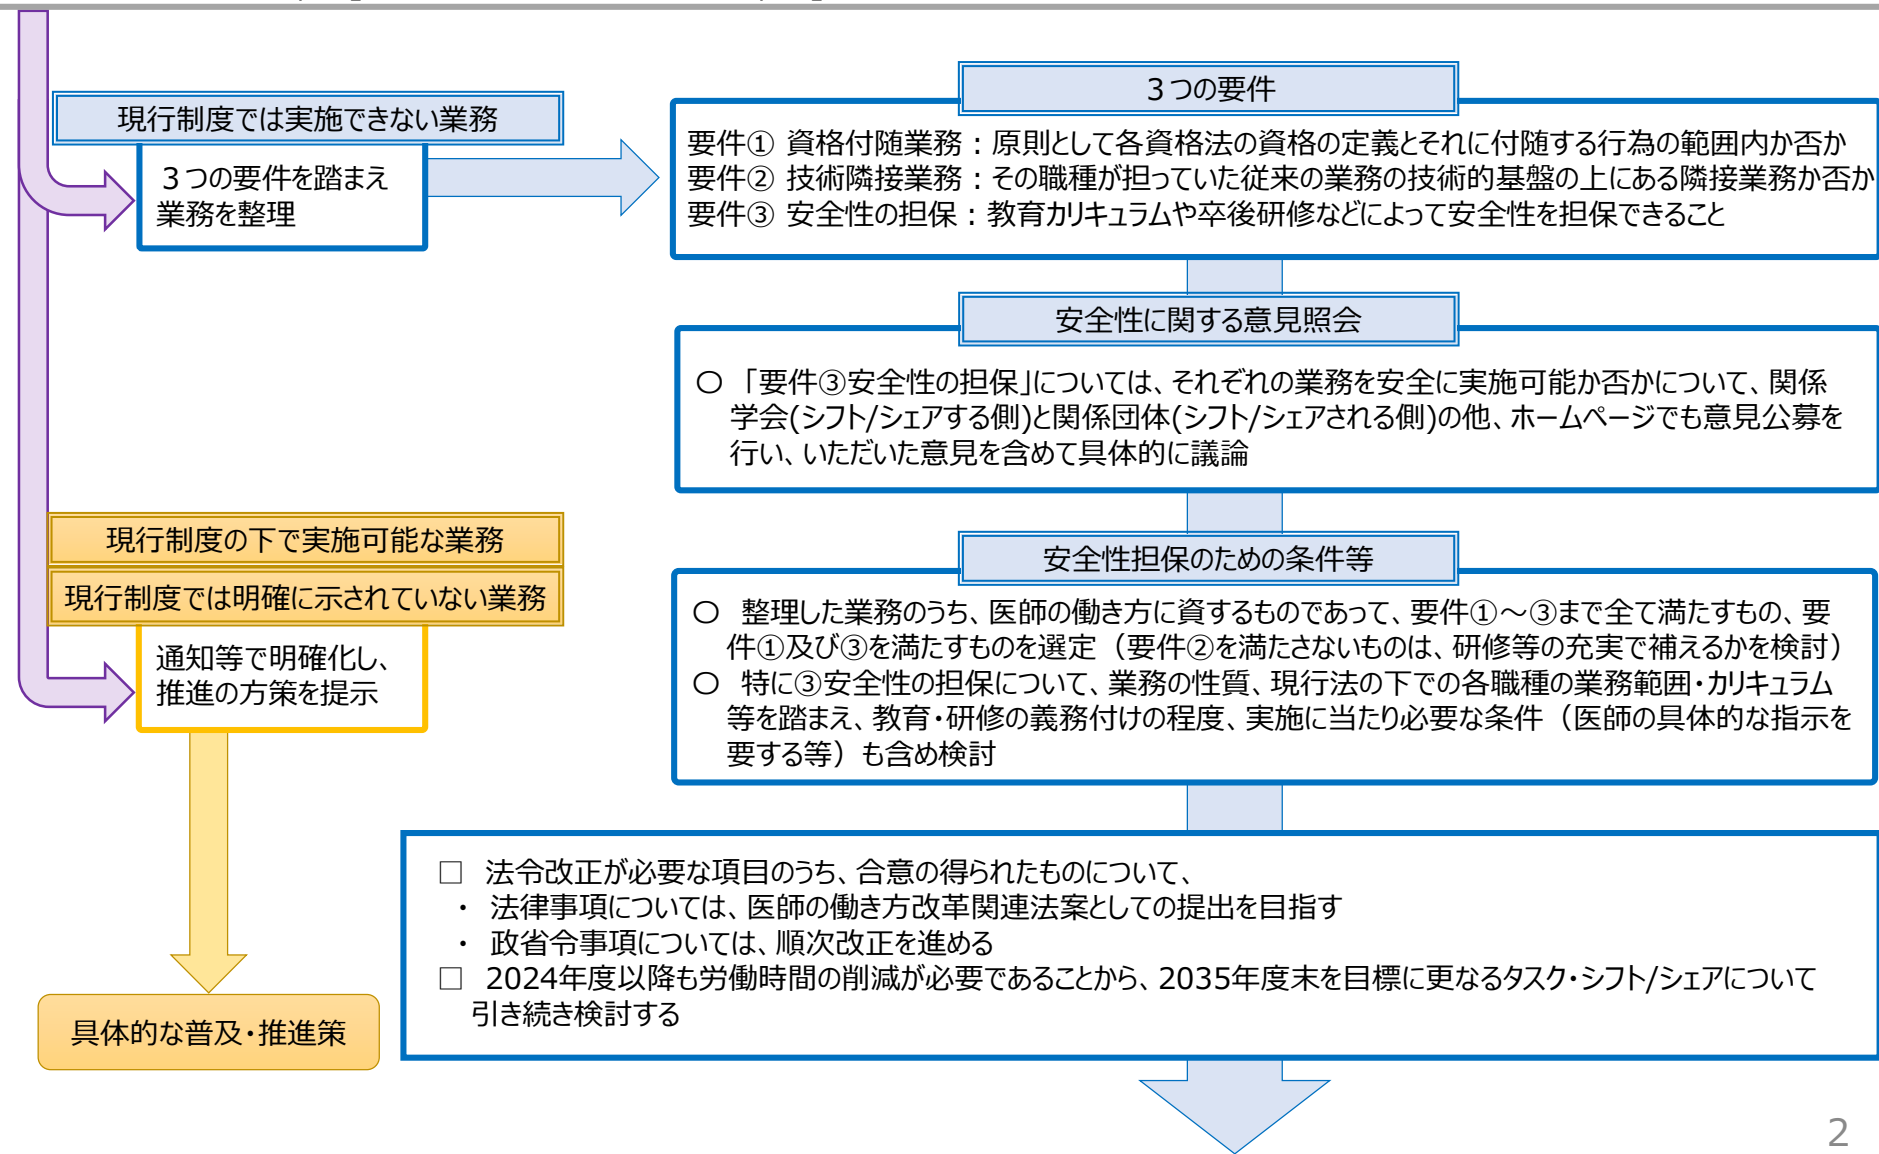 現行制度では実施できない業務
３つの要件を踏まえ
業務を整理
３つの要件
要件① 資格付随業務：原則として各資格法の資格の定義とそれに付随する行為の範囲内か否か
要件② 技術隣接業務：その職種が担っていた従来の業務の技術的基盤の上にある隣接業務か否か
要件③ 安全性の担保：教育カリキュラムや卒後研修などによって安全性を担保できること
安全性に関する意見照会
○ 「要件③安全性の担保」については、それぞれの業務を安全に実施可能か否かについて、関係
学会(シフト/シェアする側)と関係団体(シフト/シェアされる側)の他、ホームページでも意見公募を
行い、いただいた意見を含めて具体的に議論
現行制度の下で実施可能な業務
現行制度では明確に示されていない業務
通知等で明確化し、
推進の方策を提示
具体的な普及・推進策
安全性担保のための条件等
○ 整理した業務のうち、医師の働き方に資するものであって、要件①～③まで全て満たすもの、要
件①及び③を満たすものを選定（要件②を満たさないものは、研修等の充実で補えるかを検討）
○ 特に③安全性の担保について、業務の性質、現行法の下での各職種の業務範囲・カリキュラム
等を踏まえ、教育・研修の義務付けの程度、実施に当たり必要な条件（医師の具体的な指示を
要する等）も含め検討
□ 法令改正が必要な項目のうち、合意の得られたものについて、
・ 法律事項については、医師の働き方改革関連法案としての提出を目指す
・ 政省令事項については、順次改正を進める
□ 2024年度以降も労働時間の削減が必要であることから、2035年度末を目標に更なるタスク・シフト/シェアについて
引き続き検討する
2